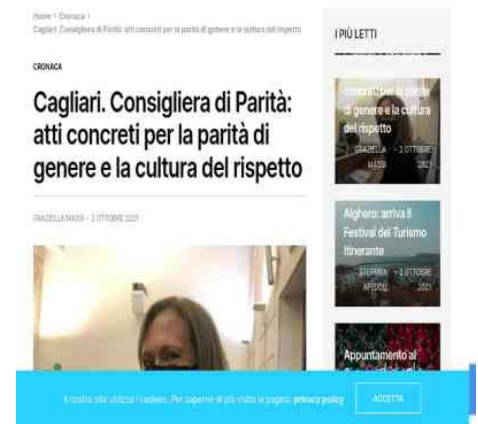 Home > Cronaca >
Cagliari. Consigliera di Parità: atti concreti per la parità di genere e la cultura del rispetto
CRONACA
Cagliari. Consigliera di Parità:
atti concreti per la parità di
genere e la cultura del rispetto
GRAZIELLA MASSI - 2 OTTOBRE 2021
I PIÙ LETTI
concreti per la parità
di genere e la cultura
del rispetto
GRAZIELLA - 2 OTTOBRE
MASSI 2021
Alghero: arriva il
Festival del Turismo
Itinerante
STEFANIA - 2 OTTOBRE
2021
Appuntamento al
Il nostro sito utilizza i cookies. Per saperne di più visita la pagina: privacy policy
ACCETTA